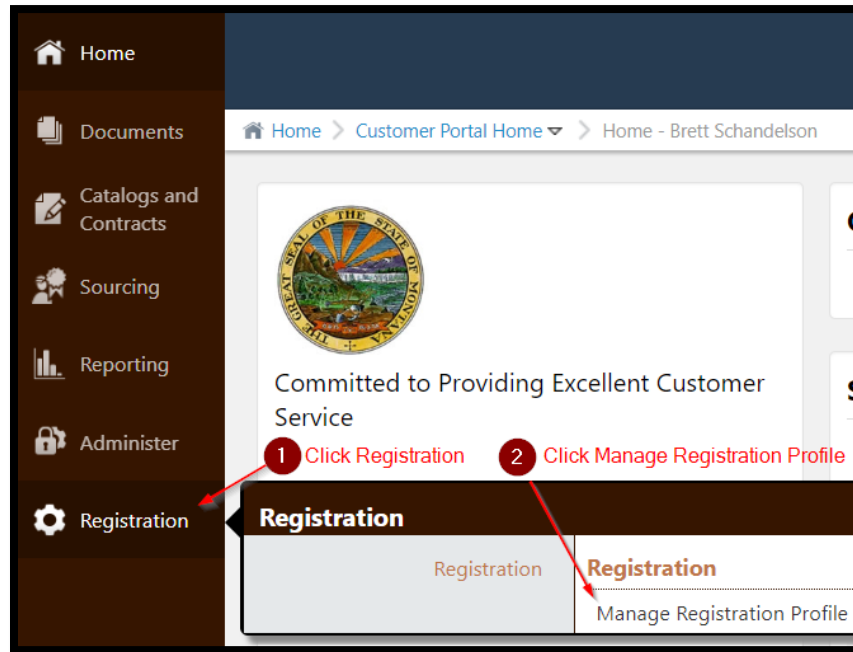 Home
Documents
Catalogs and
Contracts
Sourcing
Reporting
Administer
Registration
Home > Customer Portal Home > Home - Brett Schandelson
THE GREAT SEAL OF THE STATE OF MONTANA
Committed to Providing Excellent Customer
Service
1 Click Registration
2 Click Manage Registration Profile
Registration
Registration
Registration
Manage Registration Profile